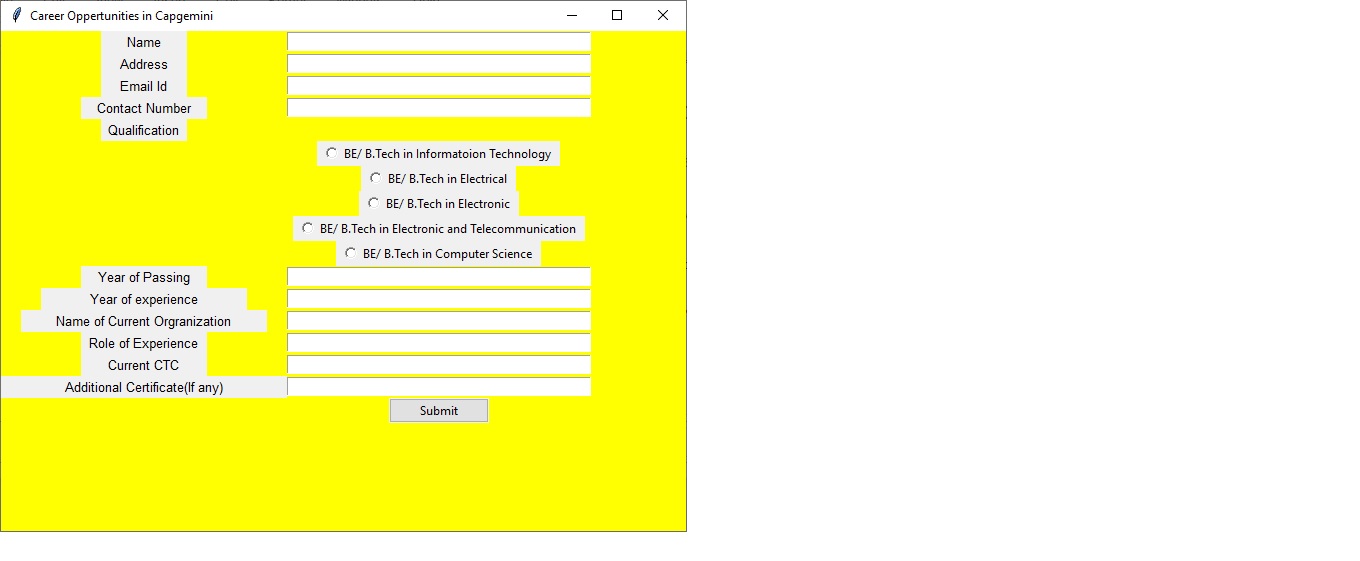 Career Oppertunities in Capgemini
Name
Address
Email Id
Contact Number
Qualification
BE/ B.Tech in Informatoion Technology
BE/ B.Tech in Electrical
BE/ B.Tech in Electronic
BE/ B.Tech in Electronic and Telecommunication
BE/ B.Tech in Computer Science
Year of Passing
Year of experience
Name of Current Orgranization
Role of Experience
Current CTC
Additional Certificate(If any)
Submit